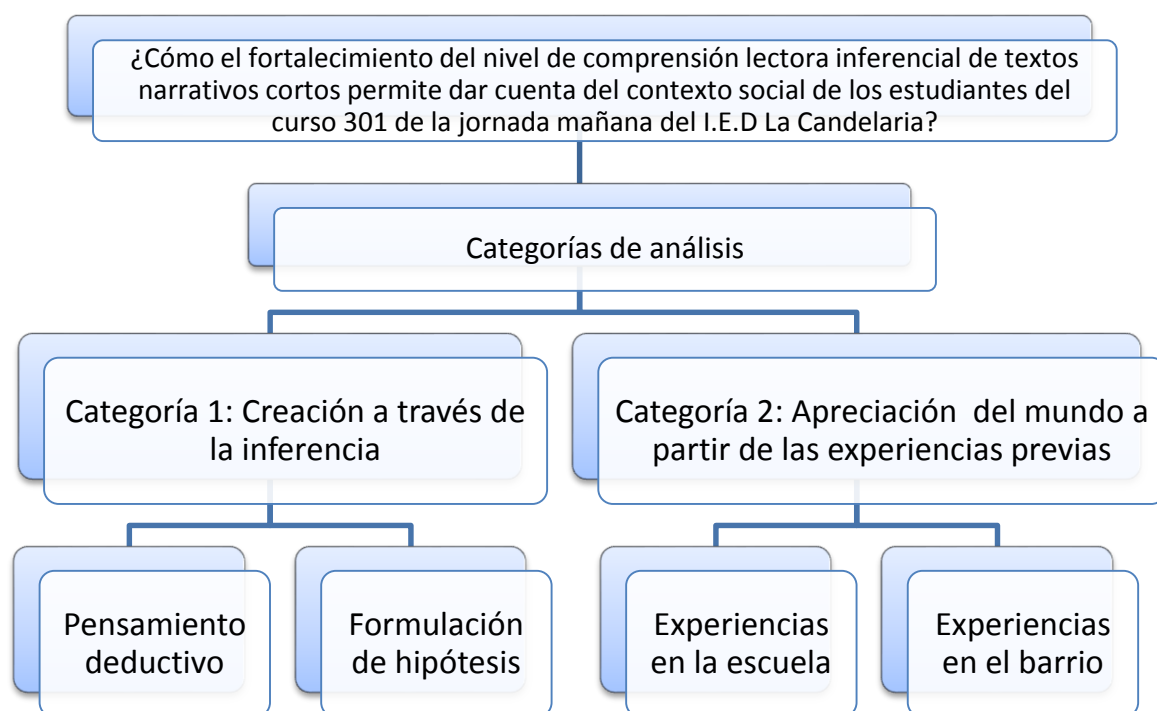 ¿Cómo el fortalecimiento del nivel de comprensión lectora inferencial de textos
narrativos cortos permite dar cuenta del contexto social de los estudiantes del
curso 301 de la jornada mañana del I.E.D La Candelaria?
Categorías de análisis
Categoría 1: Creación a través de
la inferencia
Categoría 2: Apreciación  del mundo a
partir de las experiencias previas
Pensamiento
deductivo
Formulación
de hipótesis
Experiencias
en la escuela
Experiencias
en el barrio